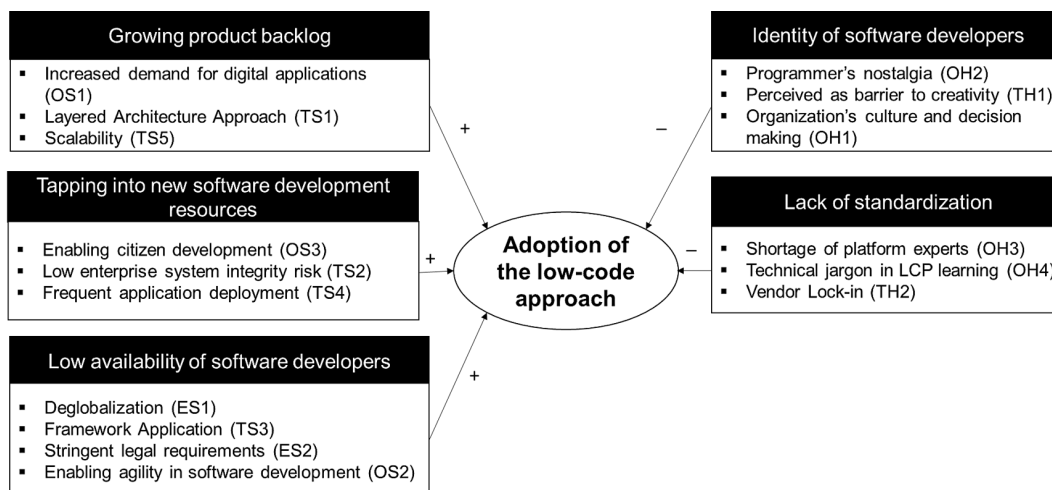 Growing product backlog
▪ Increased demand for digital applications
(OS1)
▪ Layered Architecture Approach (TS1)
▪ Scalability (TS5)
+
Tapping into new software development
resources
▪ Enabling citizen development (OS3)
▪ Low enterprise system integrity risk (TS2)
▪ Frequent application deployment (TS4)
+
Low availability of software developers
▪ Deglobalization (ES1)
▪ Framework Application (TS3)
▪ Stringent legal requirements (ES2)
▪ Enabling agility in software development (OS2)
+
Adoption of
the low-code
approach
Identity of software developers
▪ Programmer's nostalgia (OH2)
▪ Perceived as barrier to creativity (TH1)
▪ Organization's culture and decision
making (OH1)
–
Lack of standardization
▪ Shortage of platform experts (OH3)
▪ Technical jargon in LCP learning (OH4)
▪ Vendor Lock-in (TH2)
–